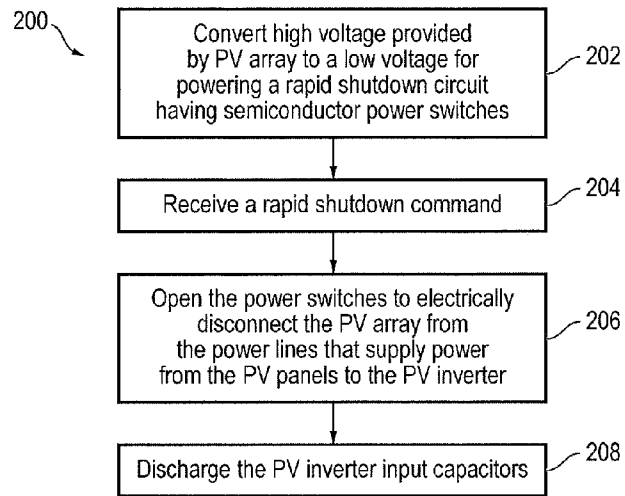 200
Convert high voltage provided
by PV array to a low voltage for
powering a rapid shutdown circuit
having semiconductor power switches
202
Receive a rapid shutdown command
204
Open the power switches to electrically
disconnect the PV array from
the power lines that supply power
from the PV panels to the PV inverter
206
Discharge the PV inverter input capacitors
208